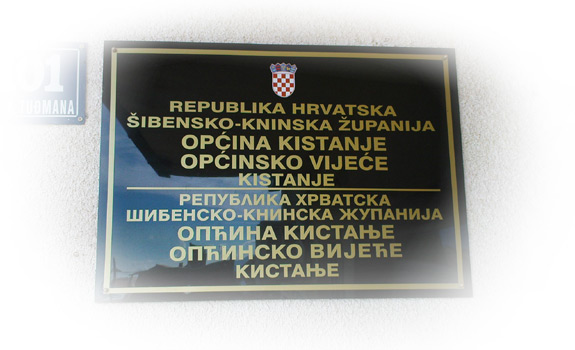 REPUBLIKA HRVATSKA
ŠIBENSKO-KNINSKA ŽUPANIJA
OPĆINA KISTANJE
OPĆINSKO VIJEĆE
KISTANJE
РЕПУБЛИКА ХРВАТСКА
ШИБЕНСКО-КНИНСКА ЖУПАНИЈА
ОПЋИНА КИСТАЊЕ
ОПЋИНСКО ВИЈЕЋЕ
КИСТАЊЕ